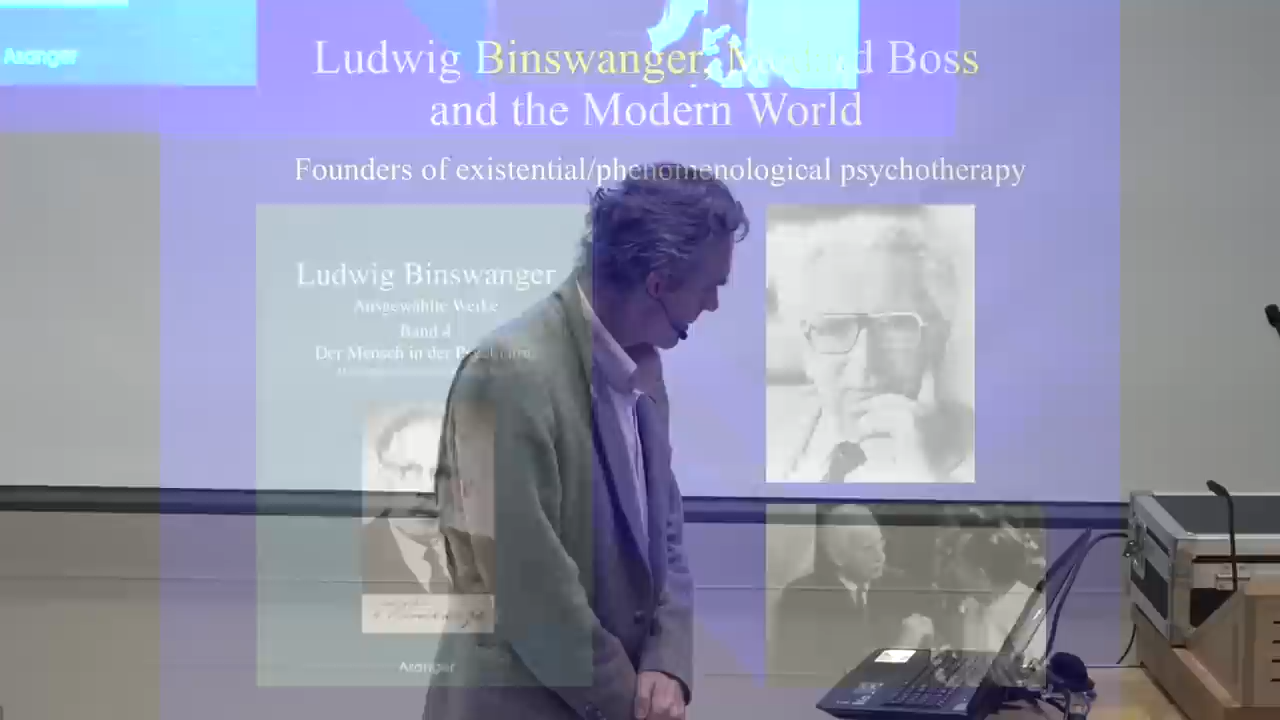 Asanger
Ludwig Binswanger, Medard Boss
and the Modern World
Founders of existential/phenomenological psychotherapy
Ludwig Binswanger
Ausgewählte Werke
Band 4
Der Mensch in der
Asanger